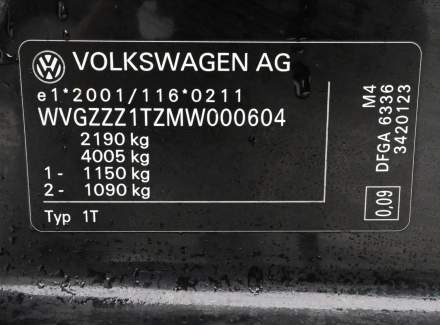 VOLKSWAGEN AG
e1*2001/116*0211
WVGZZZ1TZMW000604
2190 kg
4005 kg
1- 1150 kg
2- 1090 kg
Typ 1T
M4
DFGA 6336
3420123
0,09